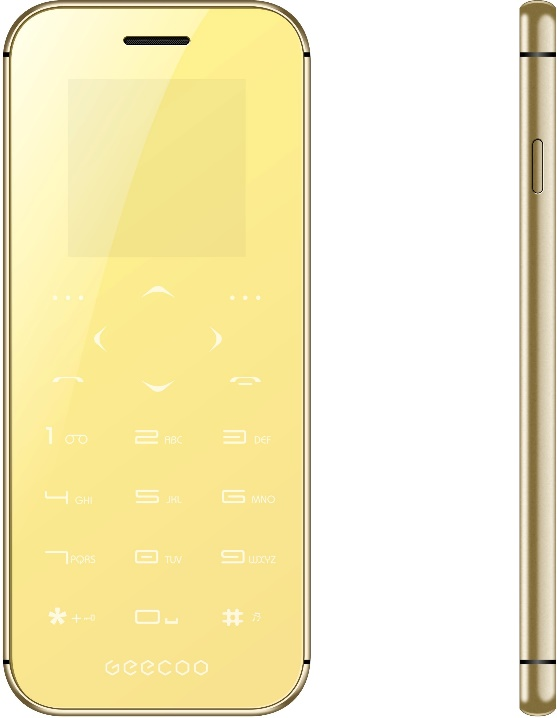 1
2 ABC
3 DEF
4 GHI
5 JKL
6 MNO
7 PQRS
8 TUV
9 WXYZ
* +
0
#
GEECOO